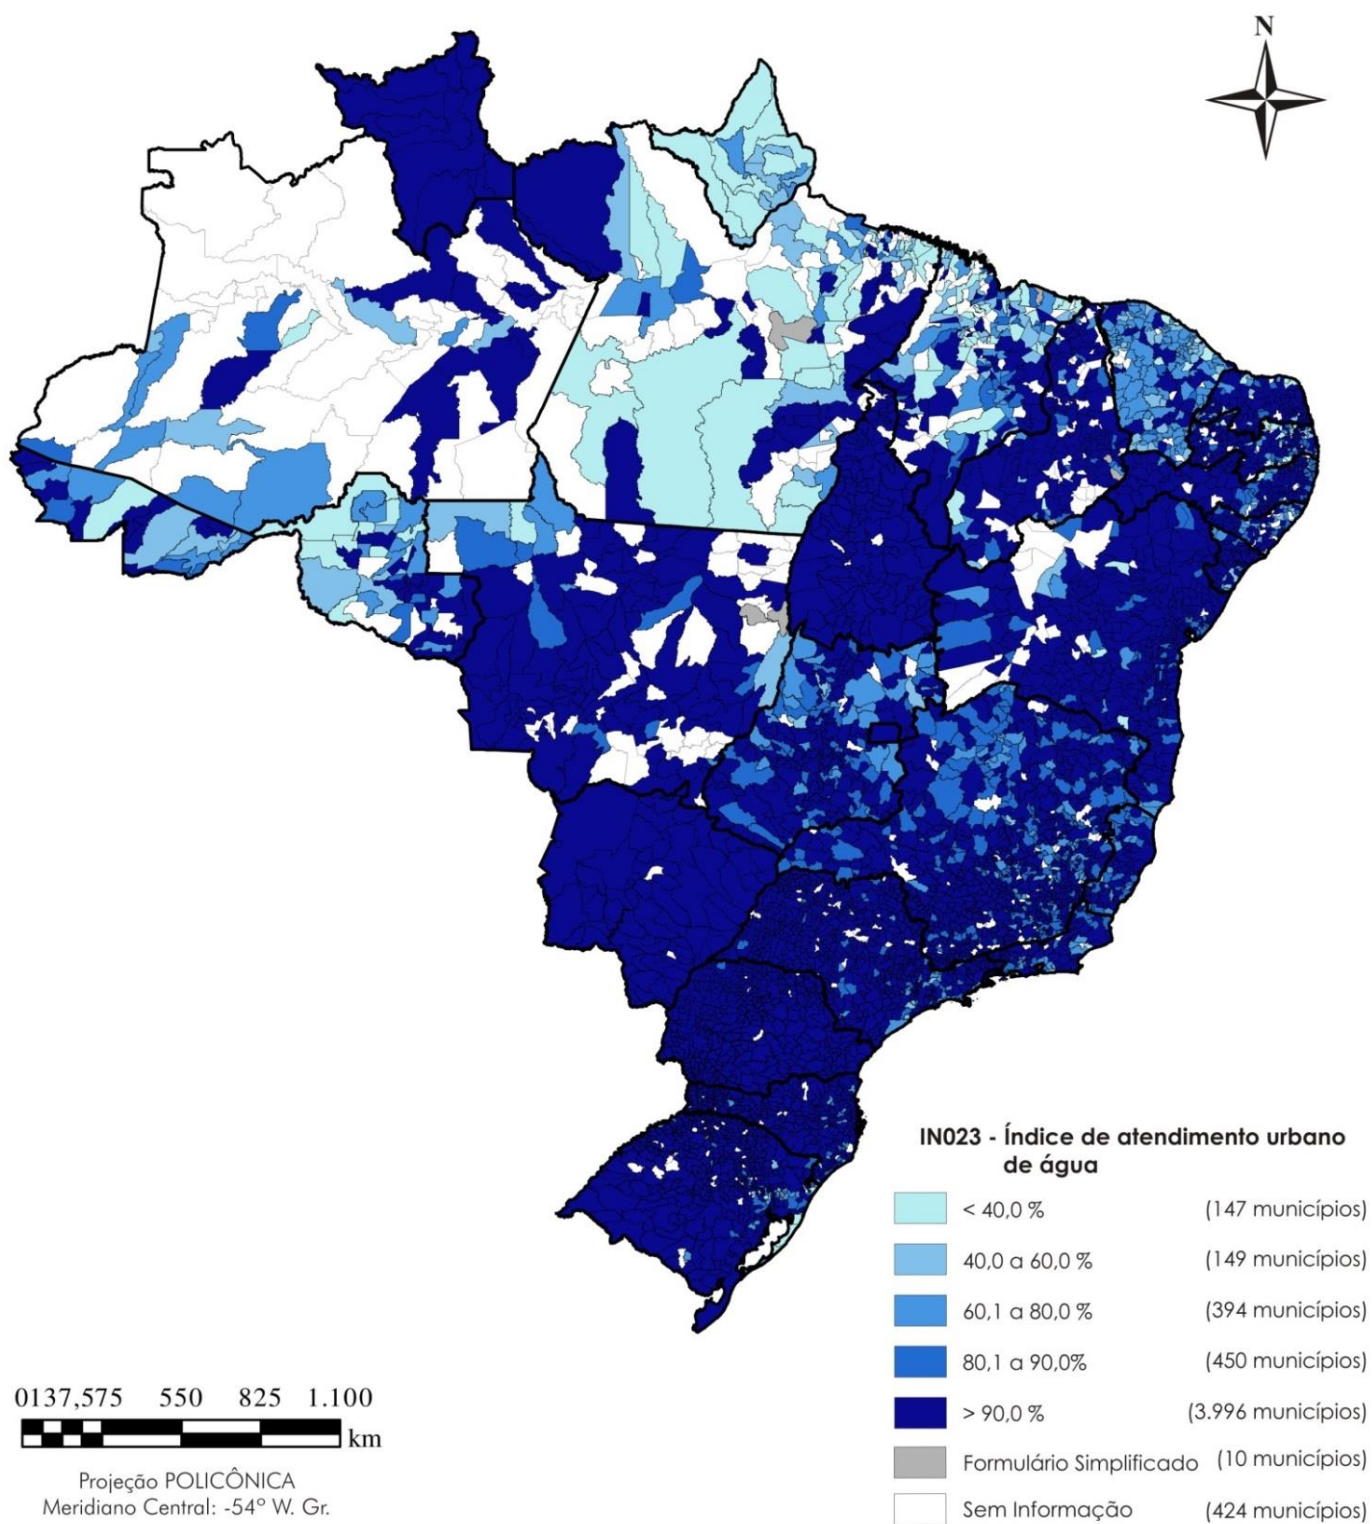 N
IN023 - Índice de atendimento urbano
de água
< 40,0 % (147 municípios)
40,0 a 60,0 % (149 municípios)
60,1 a 80,0 % (394 municípios)
80,1 a 90,0% (450 municípios)
> 90,0 % (3.996 municípios)
Formulário Simplificado (10 municípios)
Sem Informação (424 municípios)
0137,575 550 825 1.100
km
Projeção POLICÔNICA
Meridiano Central: -54º W. Gr.